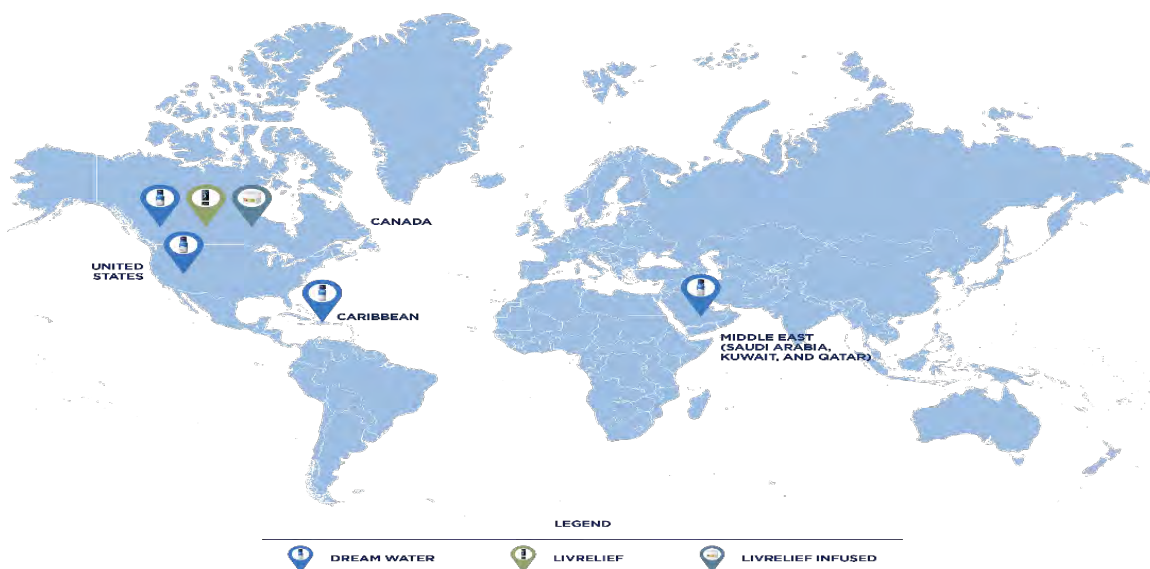 CANADA
UNITED
STATES
CARIBBEAN
MIDDLE EAST
(SAUDI ARABIA,
KUWAIT, AND QATAR)
LEGEND
DREAM WATER
LIVRELIEF
LIVRELIEF INFUSED